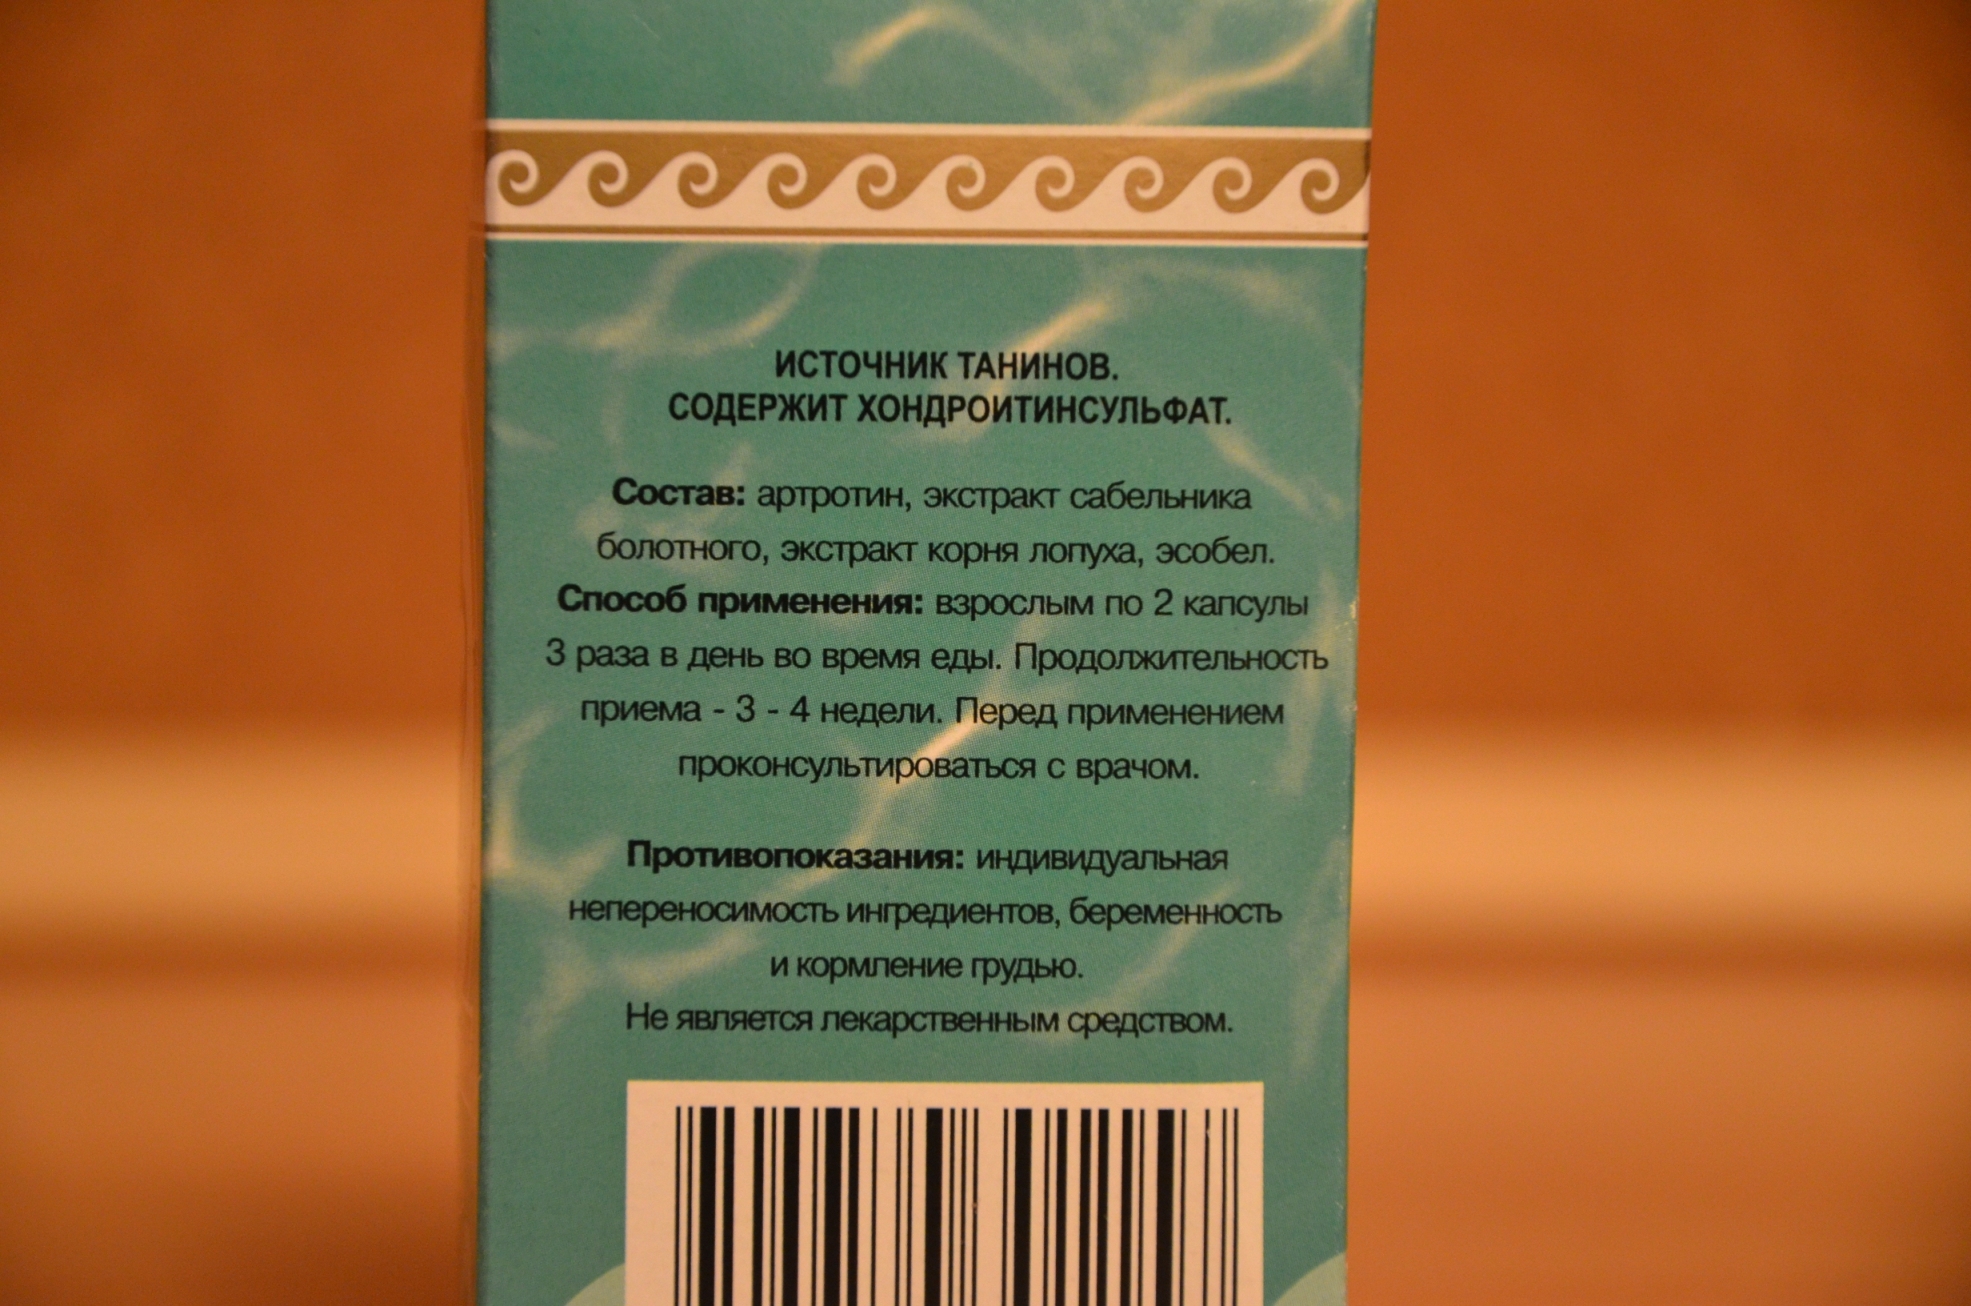 ИСТОЧНИК ТАНИНОВ.
СОДЕРЖИТ ХОНДРОИТИНСУЛЬФАТ.
Состав: артротин, экстракт сабельника
болотного, экстракт корня лопуха, эсобел.
Способ применения: взрослым по 2 капсулы
3 раза в день во время еды. Продолжительность
приема - 3 - 4 недели. Перед применением
проконсультироваться с врачом.
Противопоказания: индивидуальная
непереносимость ингредиентов, беременность
и кормление грудью.
Не является лекарственным средством.